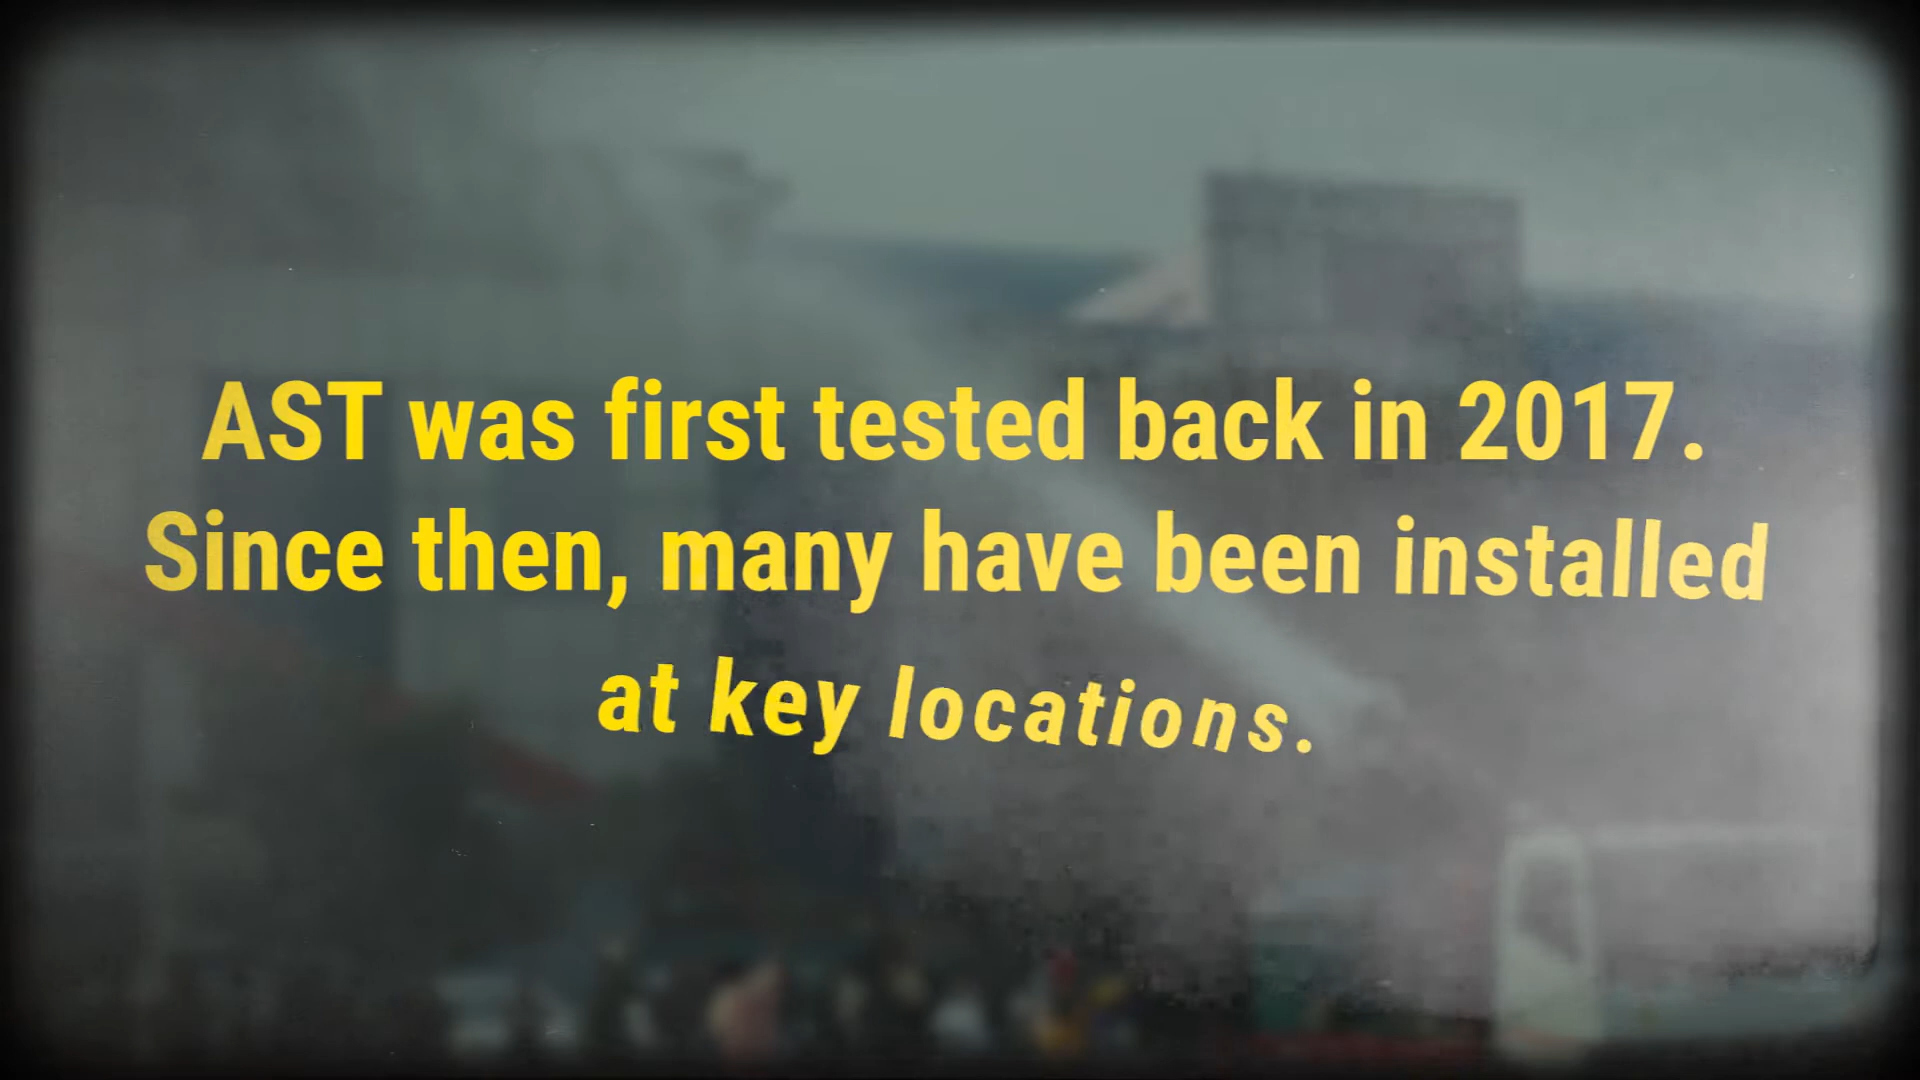 AST was first tested back in 2017.
Since then, many have been installed
at key locations.